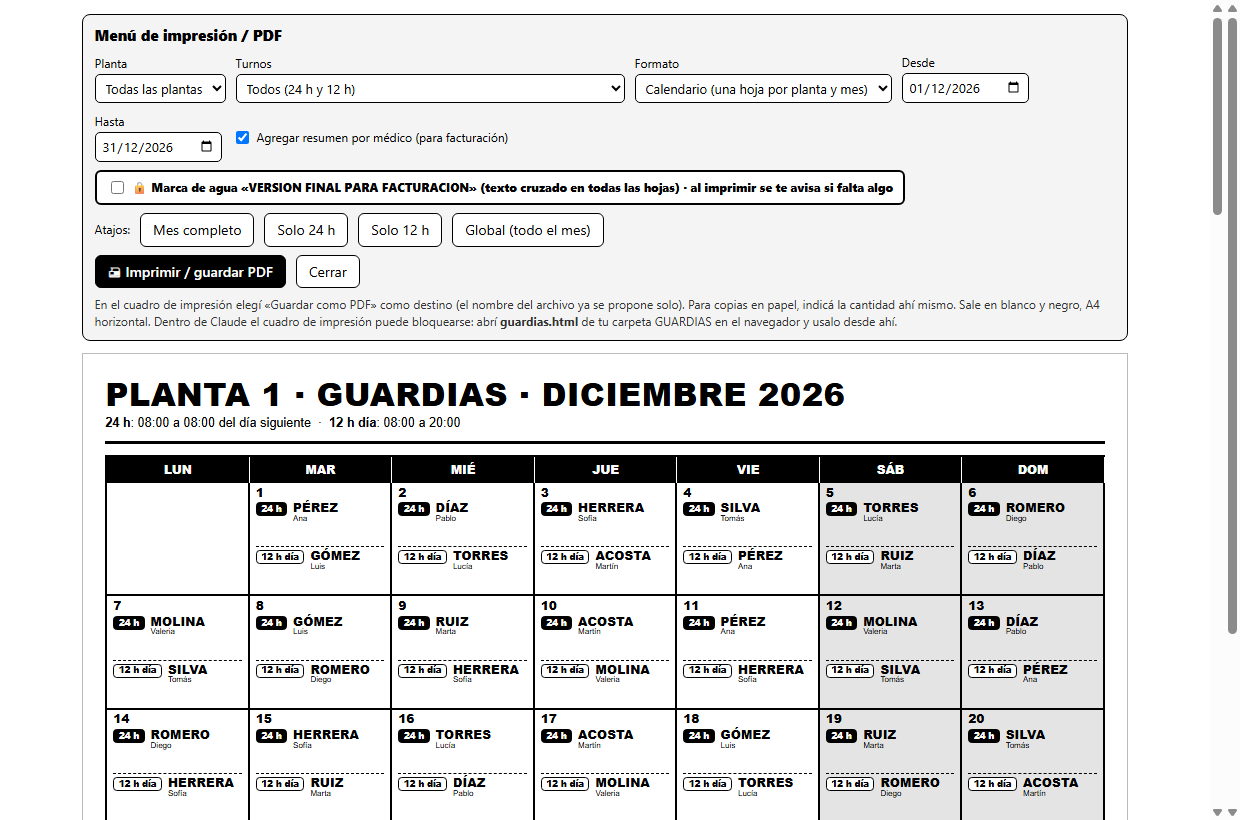 Menú de impresión / PDF
Planta Turnos Formato Desde
Todas las plantas Todos (24 h y 12 h) Calendario (una hoja por planta y mes) 01/12/2026
Hasta
31/12/2026 Agregar resumen por médico (para facturación)
🔒 Marca de agua «VERSION FINAL PARA FACTURACION» (texto cruzado en todas las hojas) · al imprimir se te avisa si falta algo
Atajos: Mes completo Solo 24 h Solo 12 h Global (todo el mes)
Imprimir / guardar PDF Cerrar
En el cuadro de impresión elegí «Guardar como PDF» como destino (el nombre del archivo ya se propone solo). Para copias en papel, indicá la cantidad ahí mismo. Sale en blanco y negro, A4
horizontal. Dentro de Claude el cuadro de impresión puede bloquearse: abrí guardias.html de tu carpeta GUARDIAS en el navegador y usalo desde ahí.
PLANTA 1 · GUARDIAS · DICIEMBRE 2026
24 h: 08:00 a 08:00 del día siguiente · 12 h día: 08:00 a 20:00
LUN MAR MIÉ JUE VIE SÁB DOM
1 2 3 4 5 6
24 h PÉREZ 24 h DÍAZ 24 h HERRERA 24 h SILVA 24 h TORRES 24 h ROMERO
Ana Pablo Sofía Tomás Lucía Diego
12 h día GÓMEZ 12 h día TORRES 12 h día ACOSTA 12 h día PÉREZ 12 h día RUIZ 12 h día DÍAZ
Luis Lucía Martín Ana Marta Pablo
7 8 9 10 11 12 13
24 h MOLINA 24 h GÓMEZ 24 h RUIZ 24 h ACOSTA 24 h PÉREZ 24 h MOLINA 24 h DÍAZ
Valeria Luis Marta Martín Ana Valeria Pablo
12 h día SILVA 12 h día ROMERO 12 h día HERRERA 12 h día MOLINA 12 h día HERRERA 12 h día SILVA 12 h día PÉREZ
Tomás Diego Sofía Valeria Sofía Tomás Ana
14 15 16 17 18 19 20
24 h ROMERO 24 h HERRERA 24 h TORRES 24 h ACOSTA 24 h GÓMEZ 24 h RUIZ 24 h SILVA
Diego Sofía Lucía Martín Luis Marta Tomás
12 h día HERRERA 12 h día RUIZ 12 h día DÍAZ 12 h día MOLINA 12 h día TORRES 12 h día ROMERO 12 h día ACOSTA
Sofía Marta Pablo Valeria Lucía Diego Martín